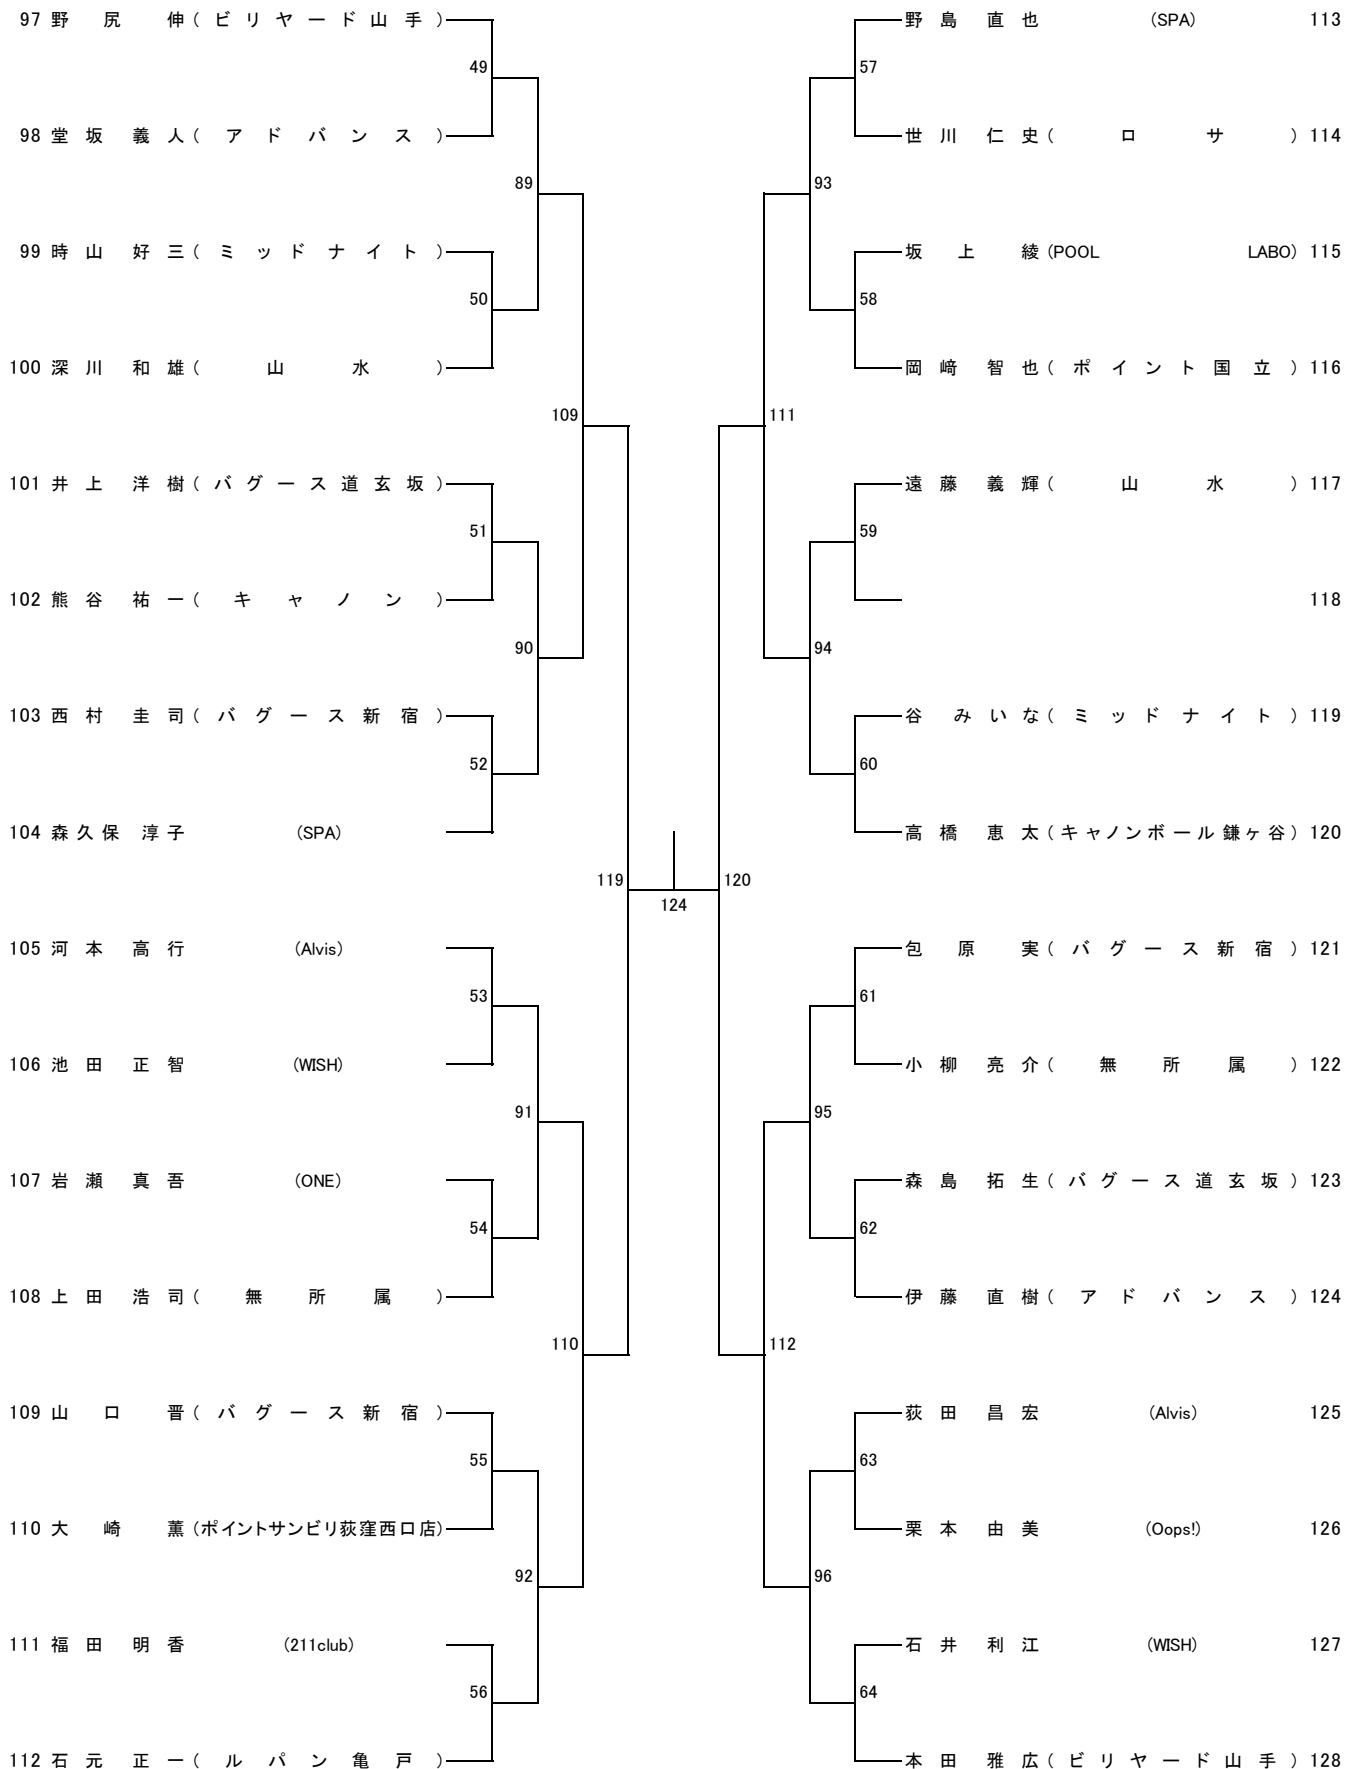 97 野尻 伸 (ビリヤード山手)
49
98 堂坂 義人 (アドバンス)
89
99 時山 好三 (ミッドナイト)
50
100 深川 和雄 (山水)
109
101 井上 洋樹 (バグース道玄坂)
51
102 熊谷 祐一 (キャノン)
90
103 西村 圭司 (バグース新宿)
52
104 森久保 淳子 (SPA)
119
105 河本 高行 (Alvis)
53
106 池田 正智 (WISH)
91
107 岩瀬 真吾 (ONE)
54
108 上田 浩司 (無所属)
110
109 山口 晋 (バグース新宿)
55
110 大崎 薫 (ポイントサンビリ荻窪西口店)
92
111 福田 明香 (211club)
56
112 石元 正一 (ルパン亀戸)
124
野島 直也 (SPA) 113
57
世川 仁史 (ロサ) 114
93
坂上 綾 (POOL LABO) 115
58
岡﨑 智也 (ポイント国立) 116
111
遠藤 義輝 (山水) 117
59
118
94
谷 みいな (ミッドナイト) 119
60
高橋 恵太 (キャノンボール鎌ヶ谷) 120
120
包原 実 (バグース新宿) 121
61
小柳 亮介 (無所属) 122
95
森島 拓生 (バグース道玄坂) 123
62
伊藤 直樹 (アドバンス) 124
112
荻田 昌宏 (Alvis) 125
63
栗本 由美 (Oops!) 126
96
石井 利江 (WISH) 127
64
本田 雅広 (ビリヤード山手) 128